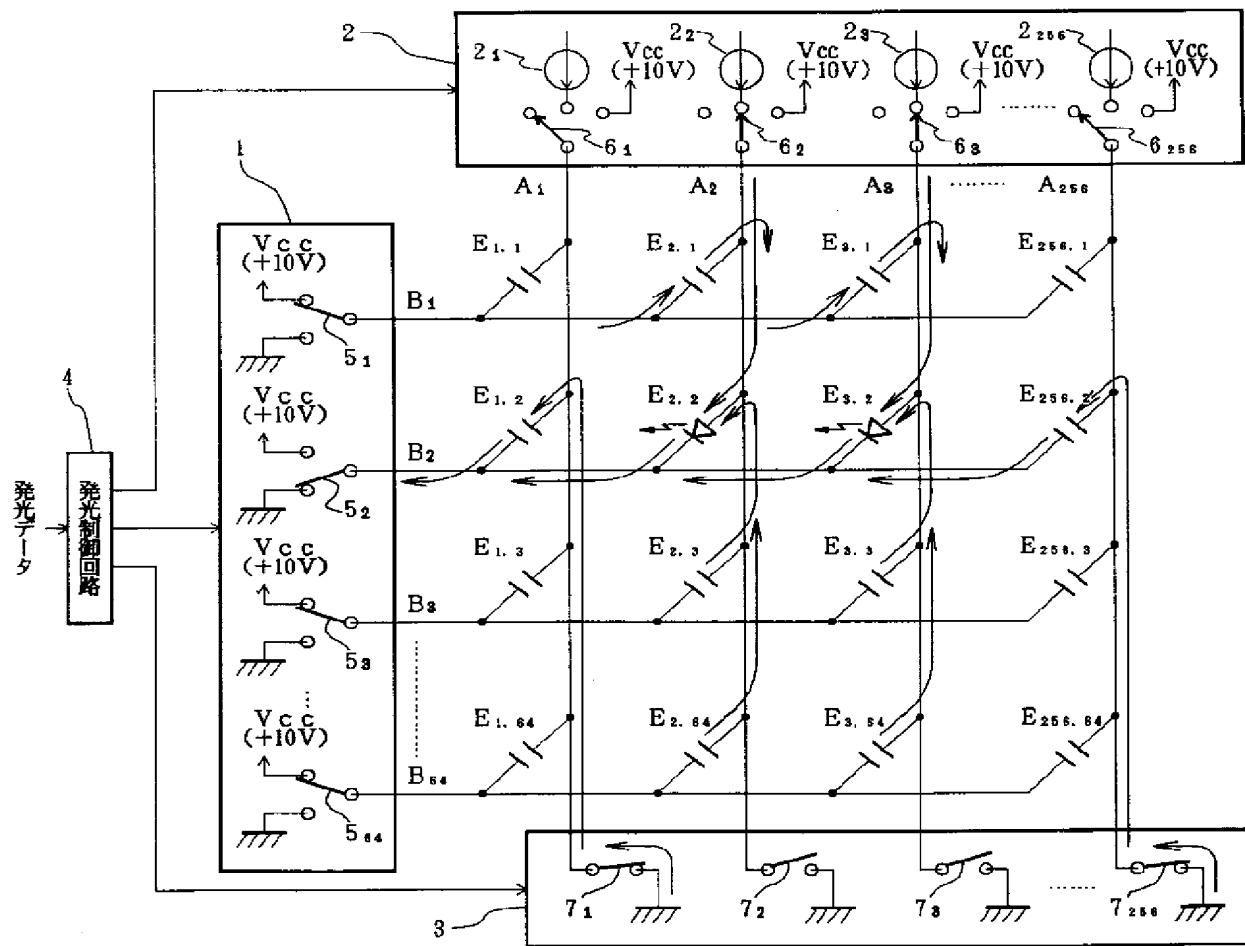 2
2₁
VCC
(+10V)
2₂
VCC
(+10V)
2₃
VCC
(+10V)
2₂₅₆
VCC
(+10V)
6₁
6₂
6₃
6₂₅₆
1
A₁
A₂
A₃
A₂₅₆
VCC
(+10V)
B₁
5₁
E₁.₁
E₂.₁
E₃.₁
E₂₅₆.₁
4
発光データ
発光制御回路
VCC
(+10V)
B₂
5₂
E₁.₂
E₂.₂
E₃.₂
E₂₅₆.₂
VCC
(+10V)
B₃
5₃
E₁.₃
E₂.₃
E₃.₃
E₂₅₆.₃
VCC
(+10V)
B₆₄
5₆₄
E₁.₆₄
E₂.₆₄
E₃.₆₄
E₂₅₆.₆₄
3
7₁
7₂
7₃
7₂₅₆